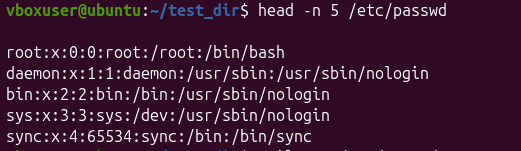 vboxuser@ubuntu:~/test_dir$ head -n 5 /etc/passwd
root:x:0:0:root:/root:/bin/bash
daemon:x:1:1:daemon:/usr/sbin:/usr/sbin/nologin
bin:x:2:2:bin:/bin:/usr/sbin/nologin
sys:x:3:3:sys:/dev:/usr/sbin/nologin
sync:x:4:65534:sync:/bin:/bin/sync